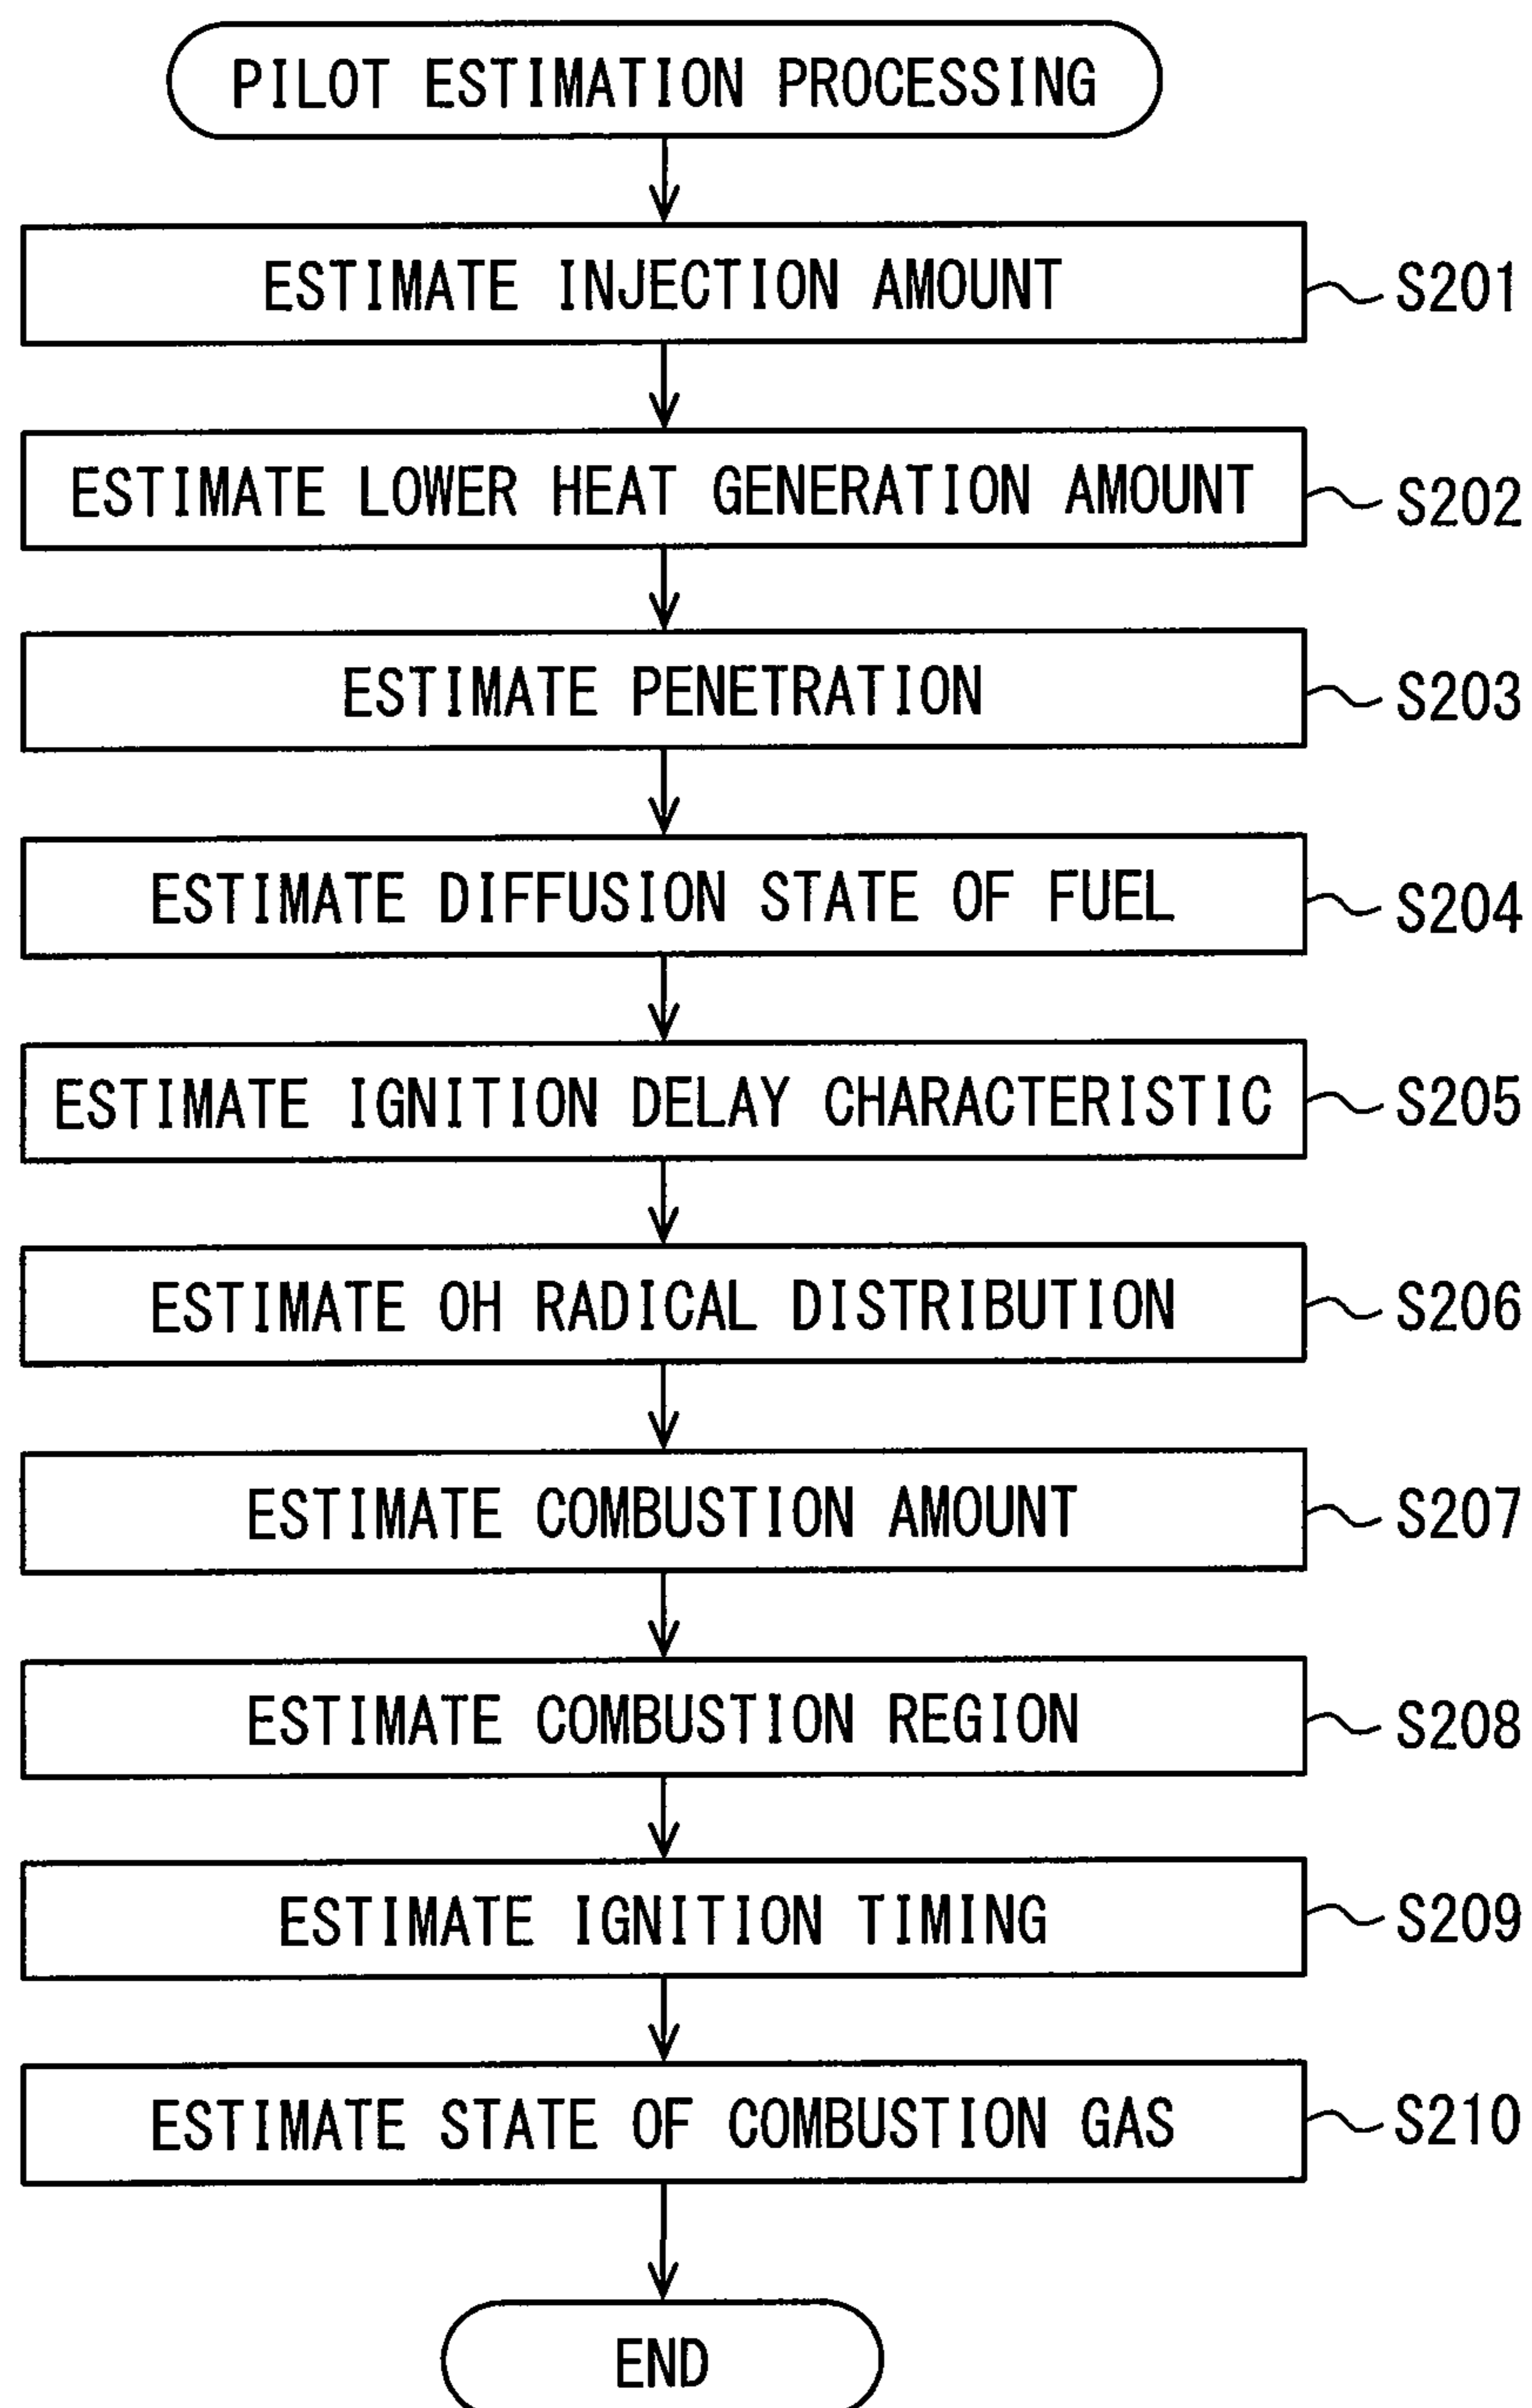 PILOT ESTIMATION PROCESSING
ESTIMATE INJECTION AMOUNT S201
ESTIMATE LOWER HEAT GENERATION AMOUNT S202
ESTIMATE PENETRATION S203
ESTIMATE DIFFUSION STATE OF FUEL S204
ESTIMATE IGNITION DELAY CHARACTERISTIC S205
ESTIMATE OH RADICAL DISTRIBUTION S206
ESTIMATE COMBUSTION AMOUNT S207
ESTIMATE COMBUSTION REGION S208
ESTIMATE IGNITION TIMING S209
ESTIMATE STATE OF COMBUSTION GAS S210
END